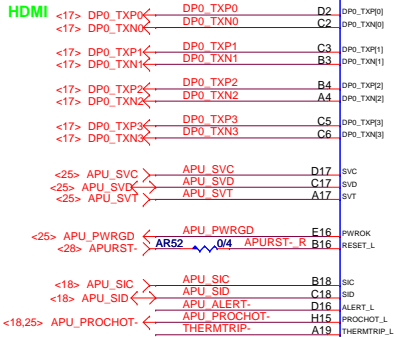 HDMI <17> DP0_TXP0 DP0_TXP0 D2 DP0_TXP[0]
<17> DP0_TXN0 DP0_TXN0 C2 DP0_TXN[0]
<17> DP0_TXP1 DP0_TXP1 C3 DP0_TXP[1]
<17> DP0_TXN1 DP0_TXN1 B3 DP0_TXN[1]
<17> DP0_TXP2 DP0_TXP2 B4 DP0_TXP[2]
<17> DP0_TXN2 DP0_TXN2 A4 DP0_TXN[2]
<17> DP0_TXP3 DP0_TXP3 C5 DP0_TXP[3]
<17> DP0_TXN3 DP0_TXN3 C6 DP0_TXN[3]
<25> APU_SVC APU_SVC D17 SVC
<25> APU_SVD APU_SVD C17 SVD
<25> APU_SVT APU_SVT A17 SVT
<25> APU_PWRGD APU_PWRGD E16 PWROK
<28> APURST- AR52 0/4 APURST-_R B16 RESET_L
<18> APU_SIC APU_SIC B18 SIC
<18> APU_SID APU_SID C18 SID
APU_ALERT- D16 ALERT_L
<18,25> APU_PROCHOT- APU_PROCHOT- H15 PROCHOT_L
THERMTRIP- A19 THERMTRIP_L